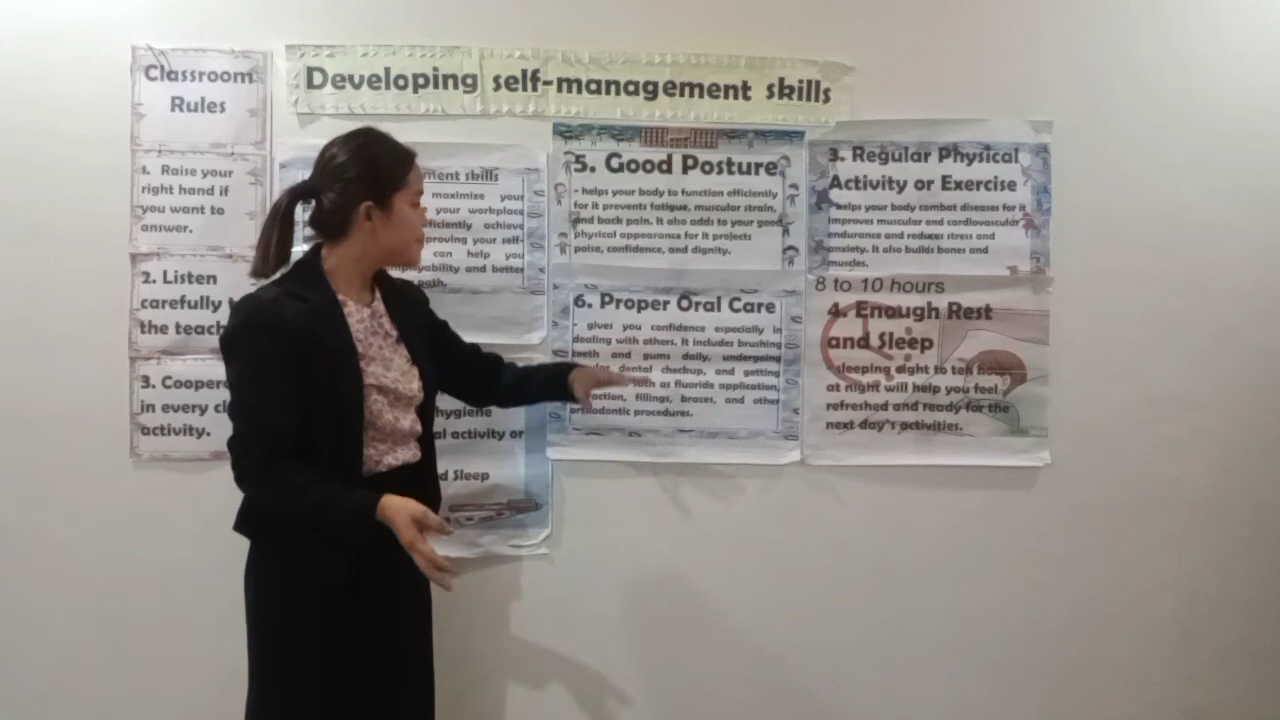 Classroom
Rules
1. Raise your
right hand if
you want to
answer.
2. Listen
carefully
the teach
3. Cooper
in every cl
activity.
Developing self-management skills
ment skills
maximize your
your workplace
ficiently achieve
proving your self-
can help you
mployability and better
path.
hygiene
al activity or
d Sleep
5. Good Posture
- helps your body to function efficiently
for it prevents fatigue, muscular strain,
and back pain. It also adds to your good
physical appearance for it projects
poise, confidence, and dignity.
6. Proper Oral Care
- gives you confidence especially in
dealing with others. It includes brushing
teeth and gums daily, undergoing
dental checkup, and getting
such as fluoride application,
action, fillings, braces, and other
orthodontic procedures.
3. Regular Physical
Activity or Exercise
- helps your body combat diseases for it
improves muscular and cardiovascular
endurance and reduces stress and
anxiety. It also builds bones and
muscles.
8 to 10 hours
4. Enough Rest
and Sleep
- sleeping eight to ten hours
at night will help you feel
refreshed and ready for the
next day's activities.